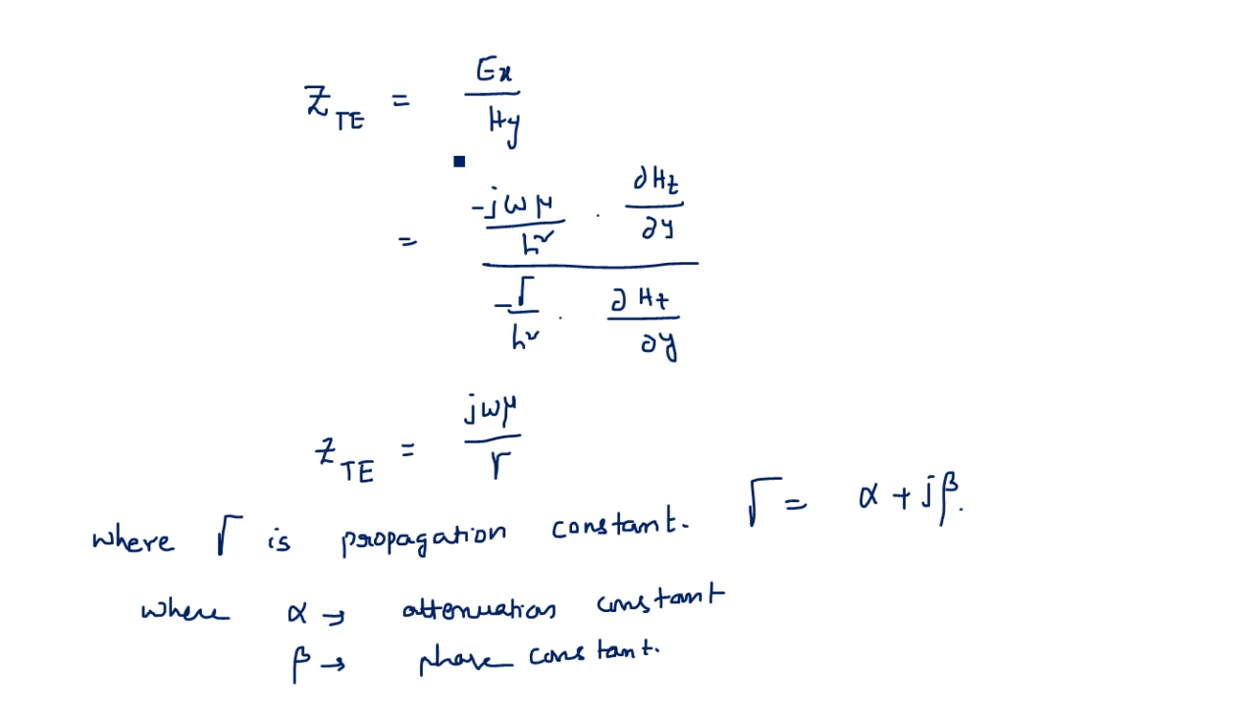 Z_TE = Ex / Hy
= (-jωμ / h² · ∂Hz / ∂y) / (-Γ / h² · ∂Hz / ∂y)
Z_TE = jωμ / Γ
where Γ is propagation constant. Γ = α + jβ.
where α → attenuation constant
β → phase constant.